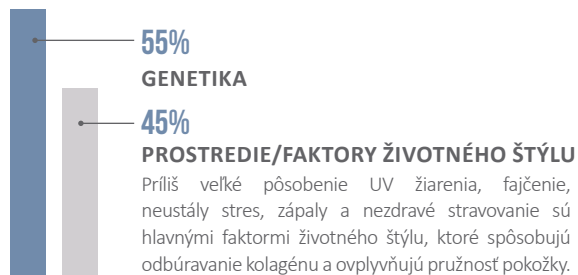 55%
GENETIKA
45%
PROSTREDIE/FAKTORY ŽIVOTNÉHO ŠTÝLU
Príliš veľké pôsobenie UV žiarenia, fajčenie,
neustály stres, zápaly a nezdravé stravovanie sú
hlavnými faktormi životného štýlu, ktoré spôsobujú
odbúravanie kolagénu a ovplyvňujú pružnosť pokožky.